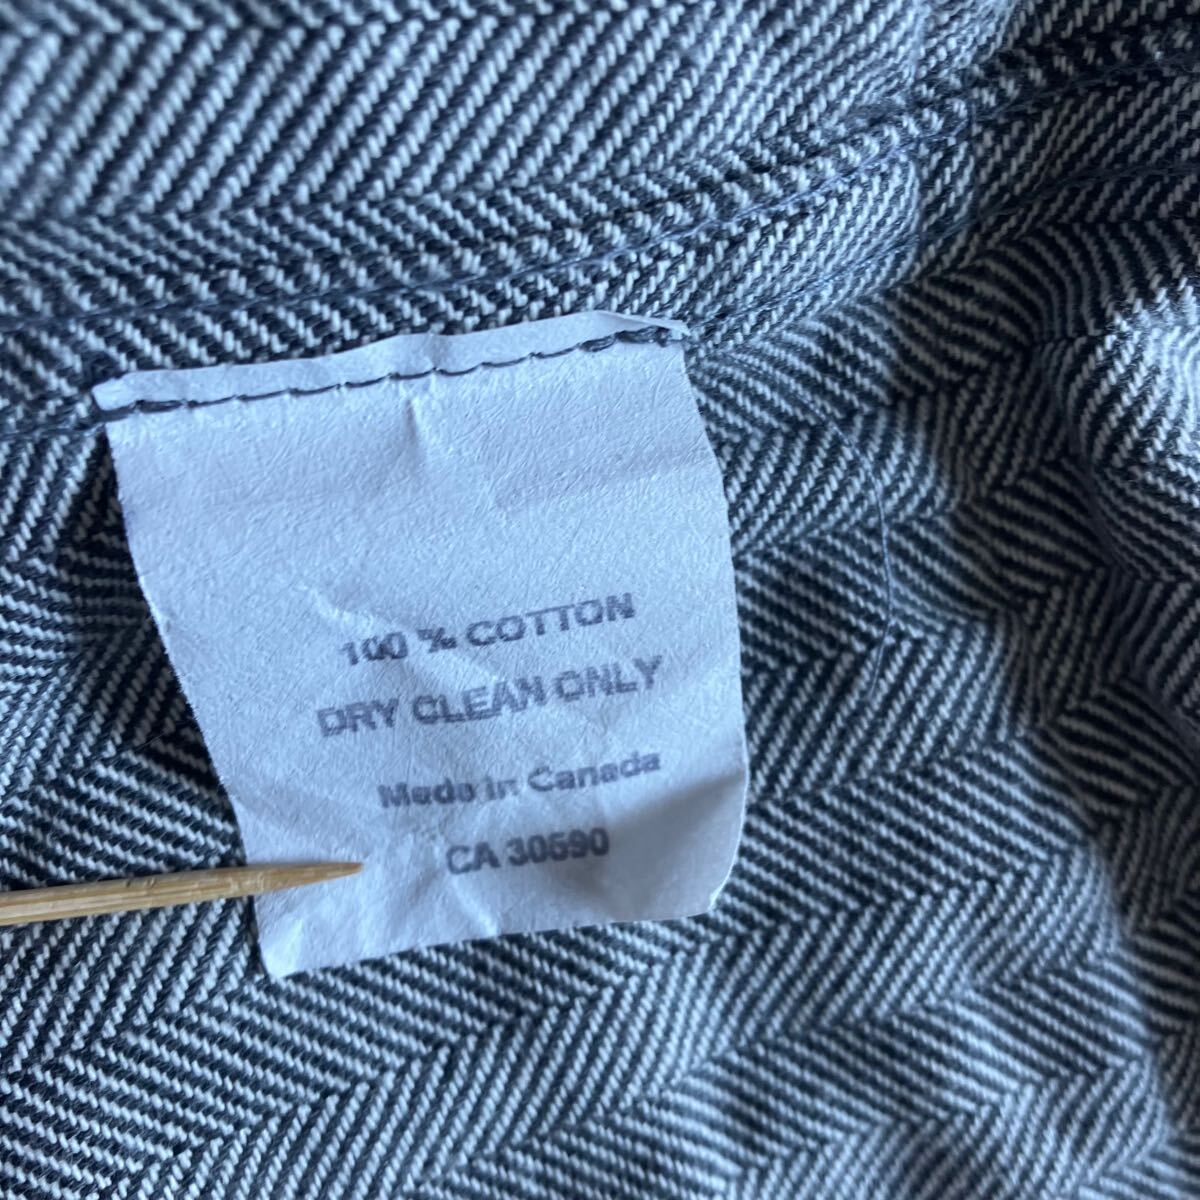 100 % COTTON
DRY CLEAN ONLY
Made in Canada
CA 30590